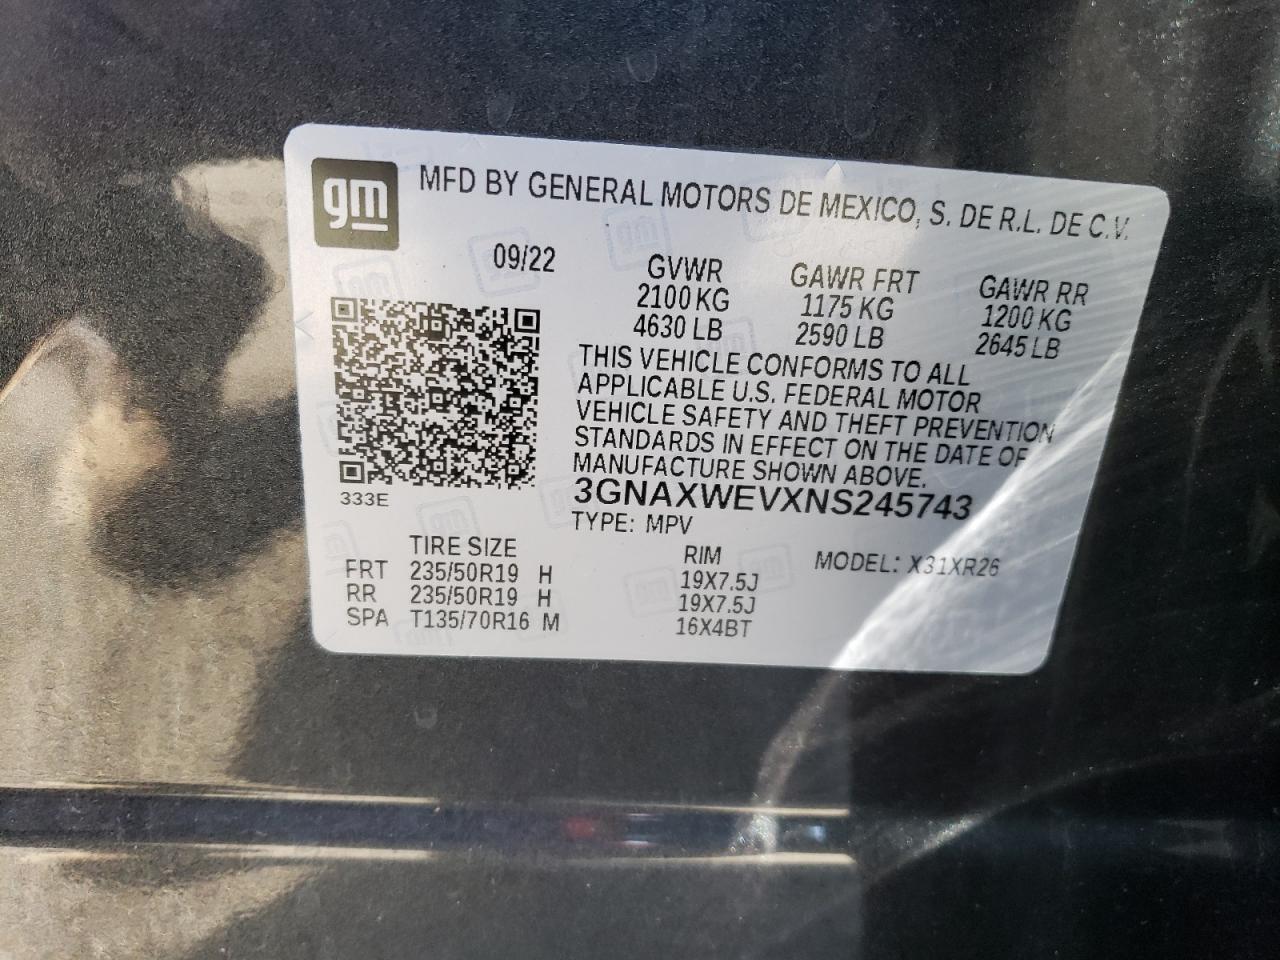 gm
MFD BY GENERAL MOTORS DE MEXICO, S. DE R.L. DE C.V.
09/22
GVWR GAWR FRT GAWR RR
2100 KG 1175 KG 1200 KG
4630 LB 2590 LB 2645 LB
THIS VEHICLE CONFORMS TO ALL
APPLICABLE U.S. FEDERAL MOTOR
VEHICLE SAFETY AND THEFT PREVENTION
STANDARDS IN EFFECT ON THE DATE OF
MANUFACTURE SHOWN ABOVE.
333E
3GNAXWEVXNS245743
TYPE: MPV
MODEL: X31XR26
TIRE SIZE RIM
FRT 235/50R19 H 19X7.5J
RR 235/50R19 H 19X7.5J
SPA T135/70R16 M 16X4BT